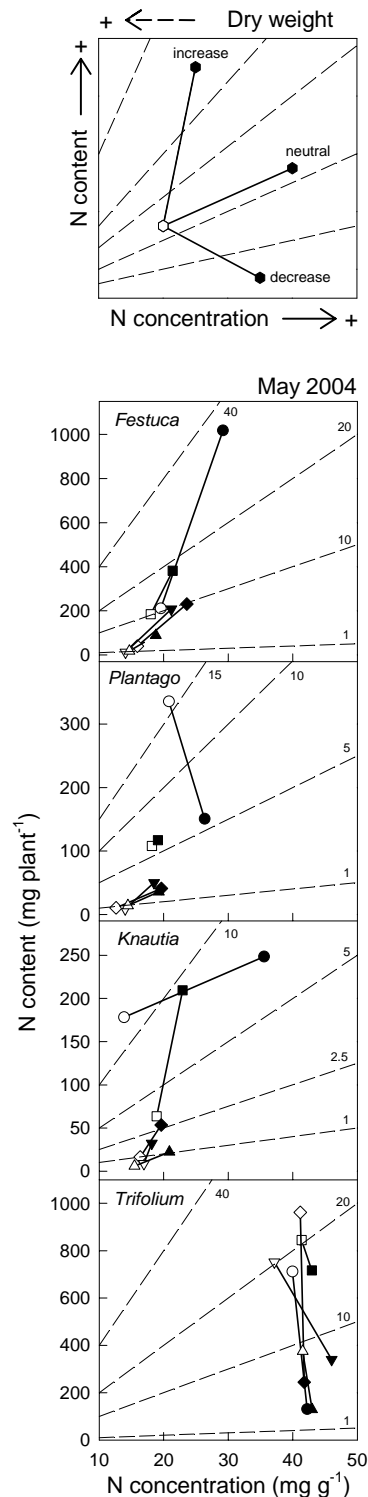 + Dry weight
increase
neutral
decrease
N content +
N concentration +
May 2004
Festuca
40
20
10
1
1000
800
600
400
200
0
Plantago
15
10
5
1
300
200
100
0
Knautia
10
5
2.5
1
250
200
150
100
50
0
Trifolium
40
20
10
1
1000
800
600
400
200
0
10 20 30 40 50
N content (mg plant⁻¹)
N concentration (mg g⁻¹)